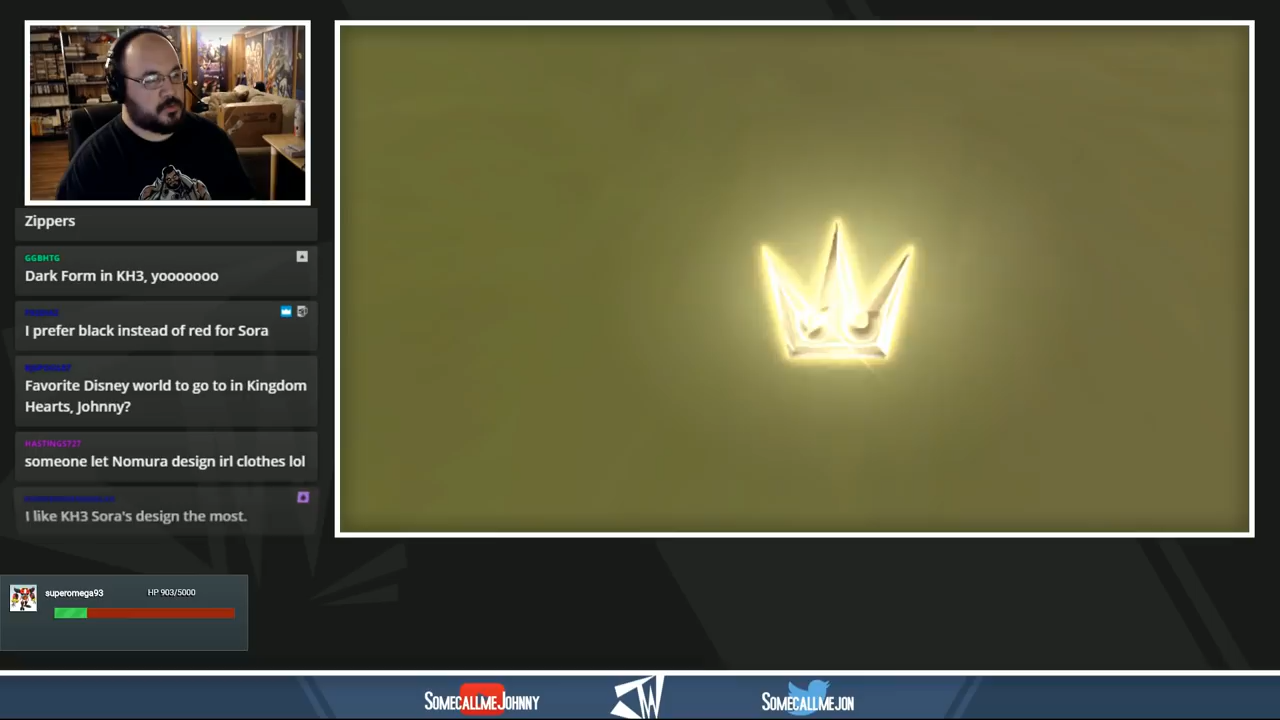 Zippers
GGBHTG
Dark Form in KH3, yooooooo
I prefer black instead of red for Sora
Favorite Disney world to go to in Kingdom
Hearts, Johnny?
HASTINGS727
someone let Nomura design irl clothes lol
I like KH3 Sora's design the most.
superomega93 HP 903/5000
SOMECALLMEJOHNNY
SOMECALLMEJON